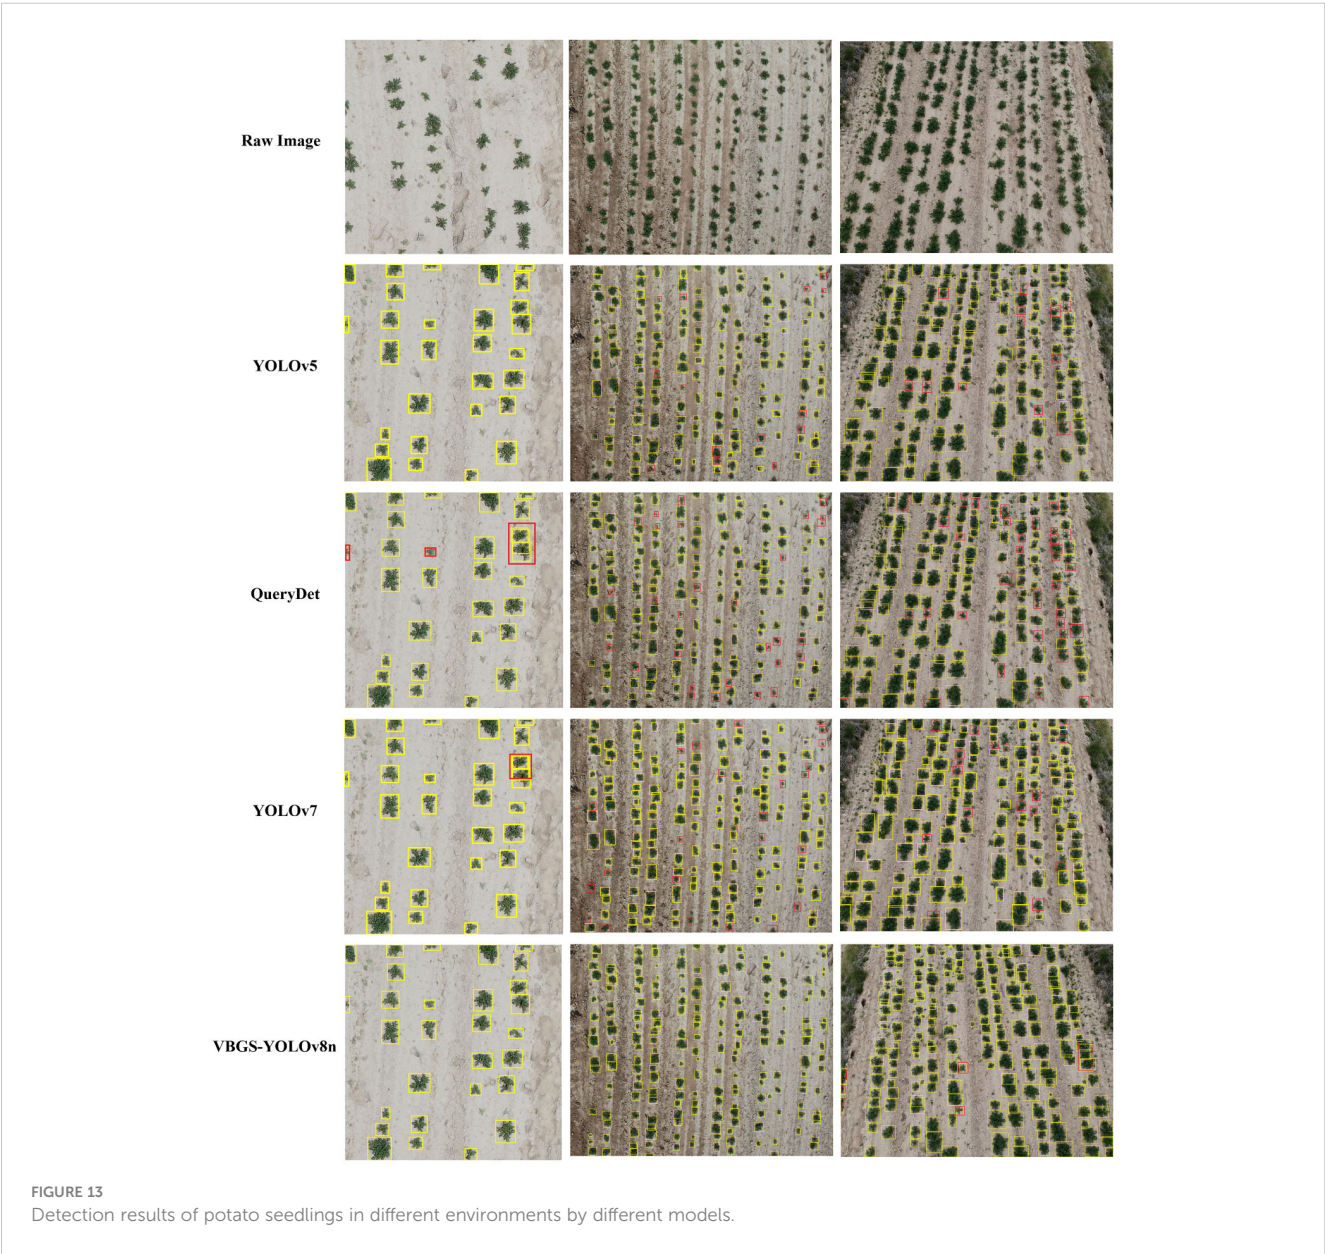 Raw Image
YOLOv5
QueryDet
YOLOv7
VBGS-YOLOv8n
FIGURE 13
Detection results of potato seedlings in different environments by different models.